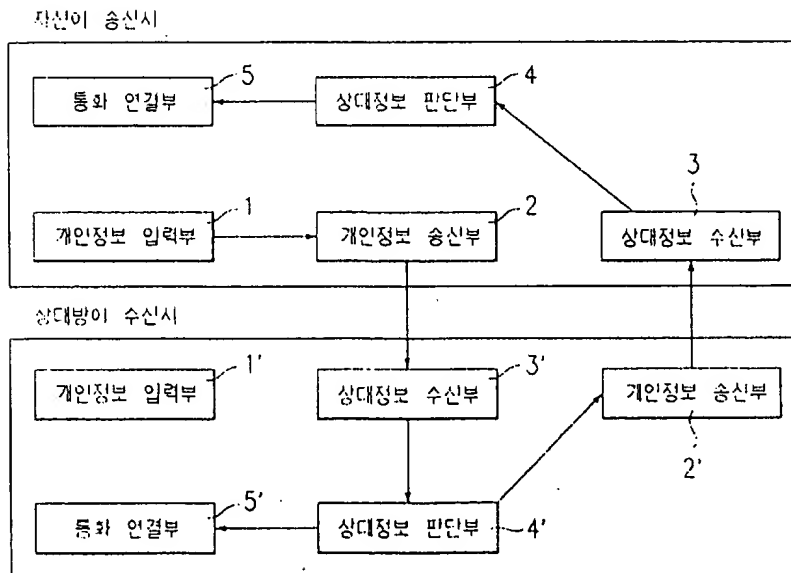 자신이 송신시
5
4
통화 연결부
상대정보 판단부
3
1
2
개인정보 입력부
개인정보 송신부
상대정보 수신부
상대방이 수신시
1'
3'
개인정보 입력부
상대정보 수신부
개인정보 송신부
2'
5'
통화 연결부
상대정보 판단부
4'